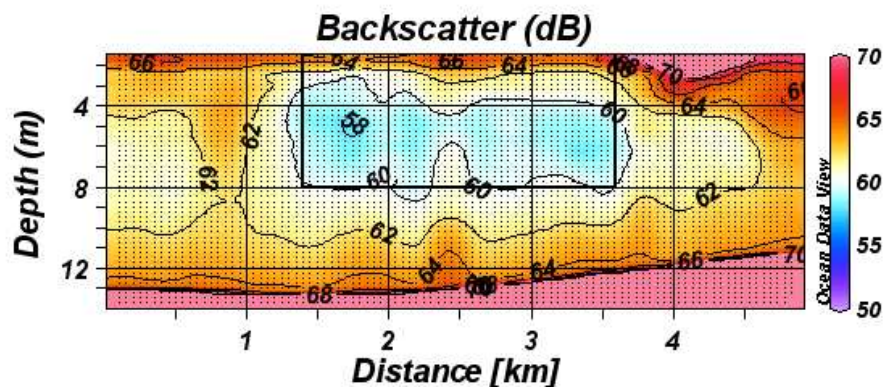 Backscatter (dB)
66 64 66 64 68 70
4
64
60
66
58
62
Depth (m)
62
60 60
62
8
62
64 64 66 70
12
68
1 2 3 4
Distance [km]
70
65
60
55
50
Ocean Data View